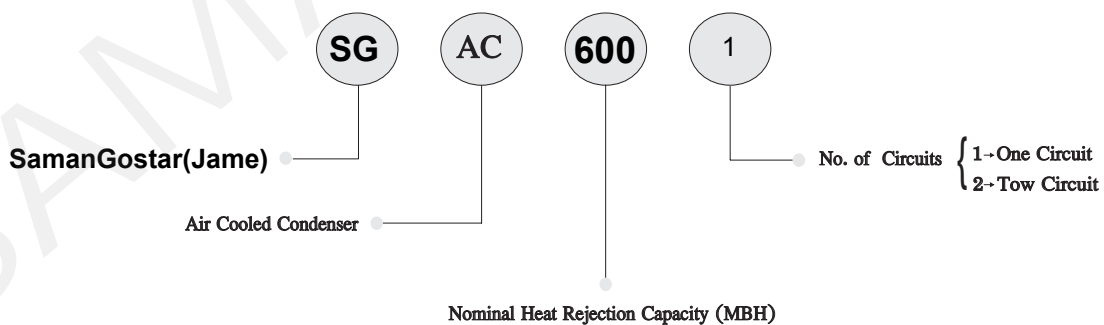 SG AC 600 1
SamanGostar(Jame)
No. of Circuits { 1→One Circuit
2→Tow Circuit
Air Cooled Condenser
Nominal Heat Rejection Capacity (MBH)